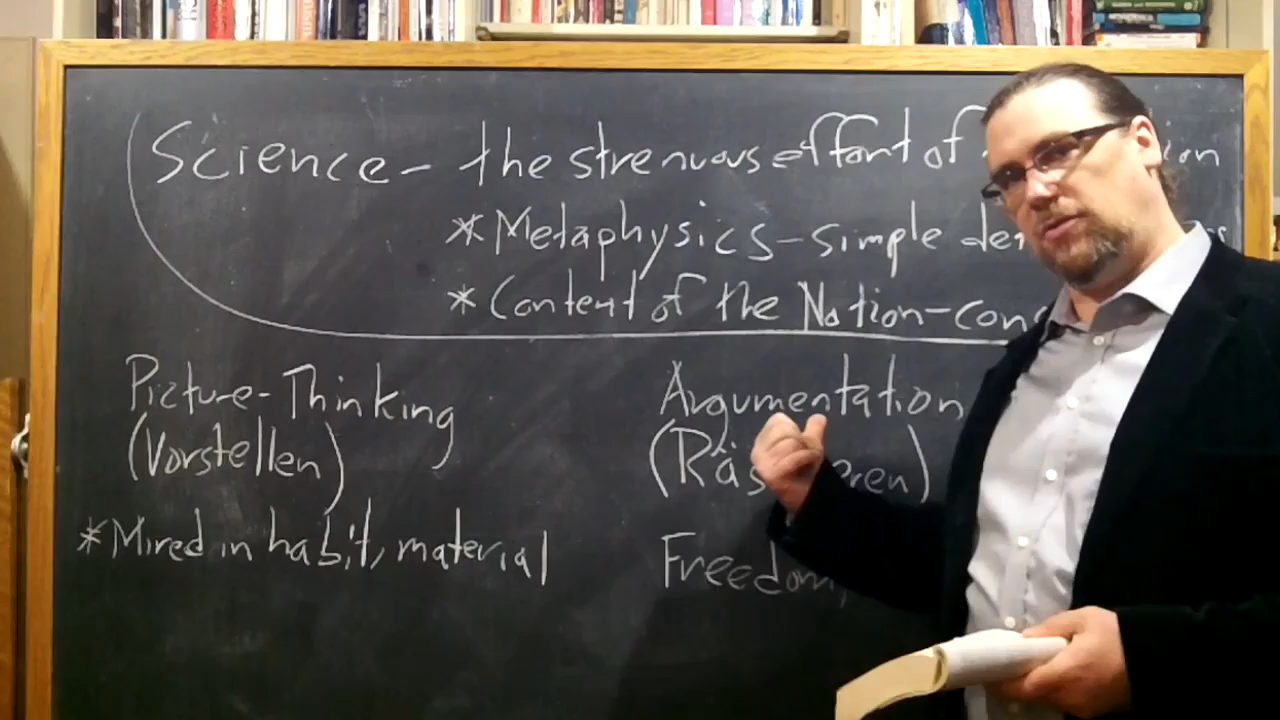 Science - the strenuous effort of
*Metaphysics - simple
*Content of the Notion -
Picture-Thinking
(Vorstellen)
Argumentation
*Mired in habit, material
Freedom,